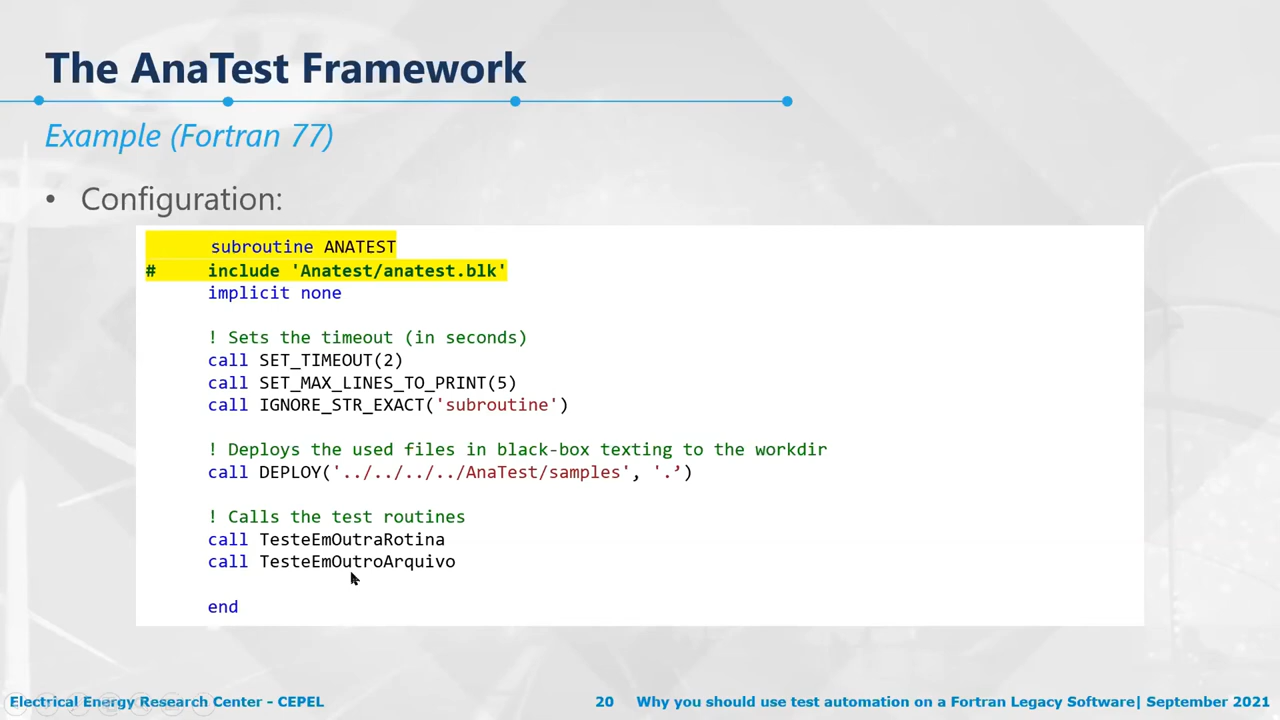 The AnaTest Framework
Example (Fortran 77)
• Configuration:
subroutine ANATEST
# include 'Anatest/anatest.blk'
implicit none
! Sets the timeout (in seconds)
call SET_TIMEOUT(2)
call SET_MAX_LINES_TO_PRINT(5)
call IGNORE_STR_EXACT('subroutine')
! Deploys the used files in black-box texting to the workdir
call DEPLOY('../../../../AnaTest/samples', '.’)
! Calls the test routines
call TesteEmOutraRotina
call TesteEmOutroArquivo
end
Electrical Energy Research Center - CEPEL 20 Why you should use test automation on a Fortran Legacy Software| September 2021